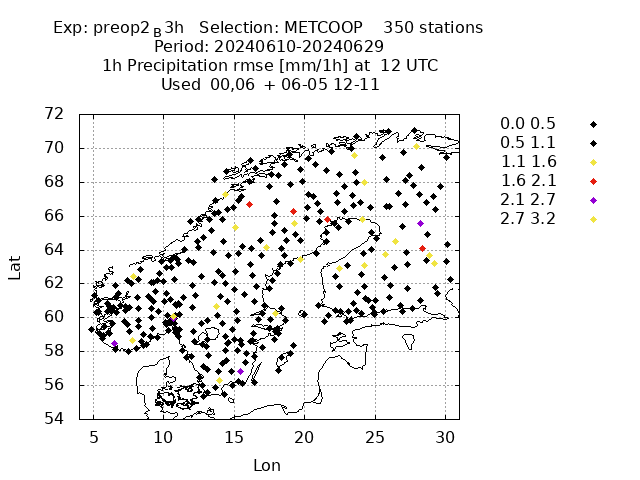 Exp: preop2_B 3h   Selection: METCOOP    350 stations
Period: 20240610-20240629
1h Precipitation rmse [mm/1h] at  12 UTC
Used  00,06  + 06-05 12-11
72
70
68
66
64
62
60
58
56
54
Lat
5 10 15 20 25 30
Lon
0.0 0.5
0.5 1.1
1.1 1.6
1.6 2.1
2.1 2.7
2.7 3.2